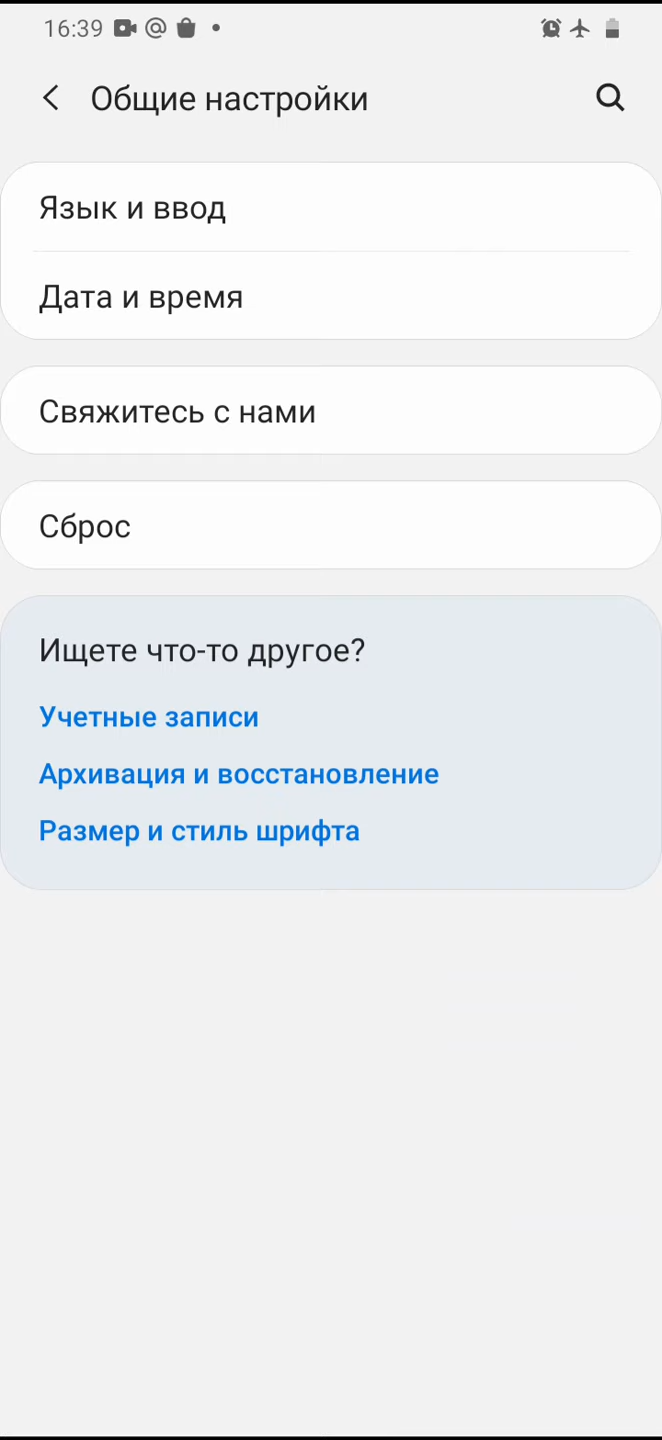 16:39
Общие настройки
Язык и ввод
Дата и время
Свяжитесь с нами
Сброс
Ищете что-то другое?
Учетные записи
Архивация и восстановление
Размер и стиль шрифта